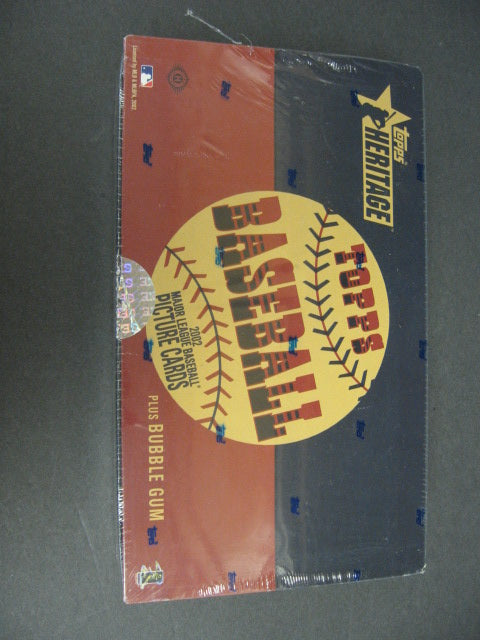 topps
HERITAGE
TOPPS
BASEBALL
2002
MAJOR LEAGUE BASEBALL®
PICTURE CARDS
PLUS BUBBLE GUM